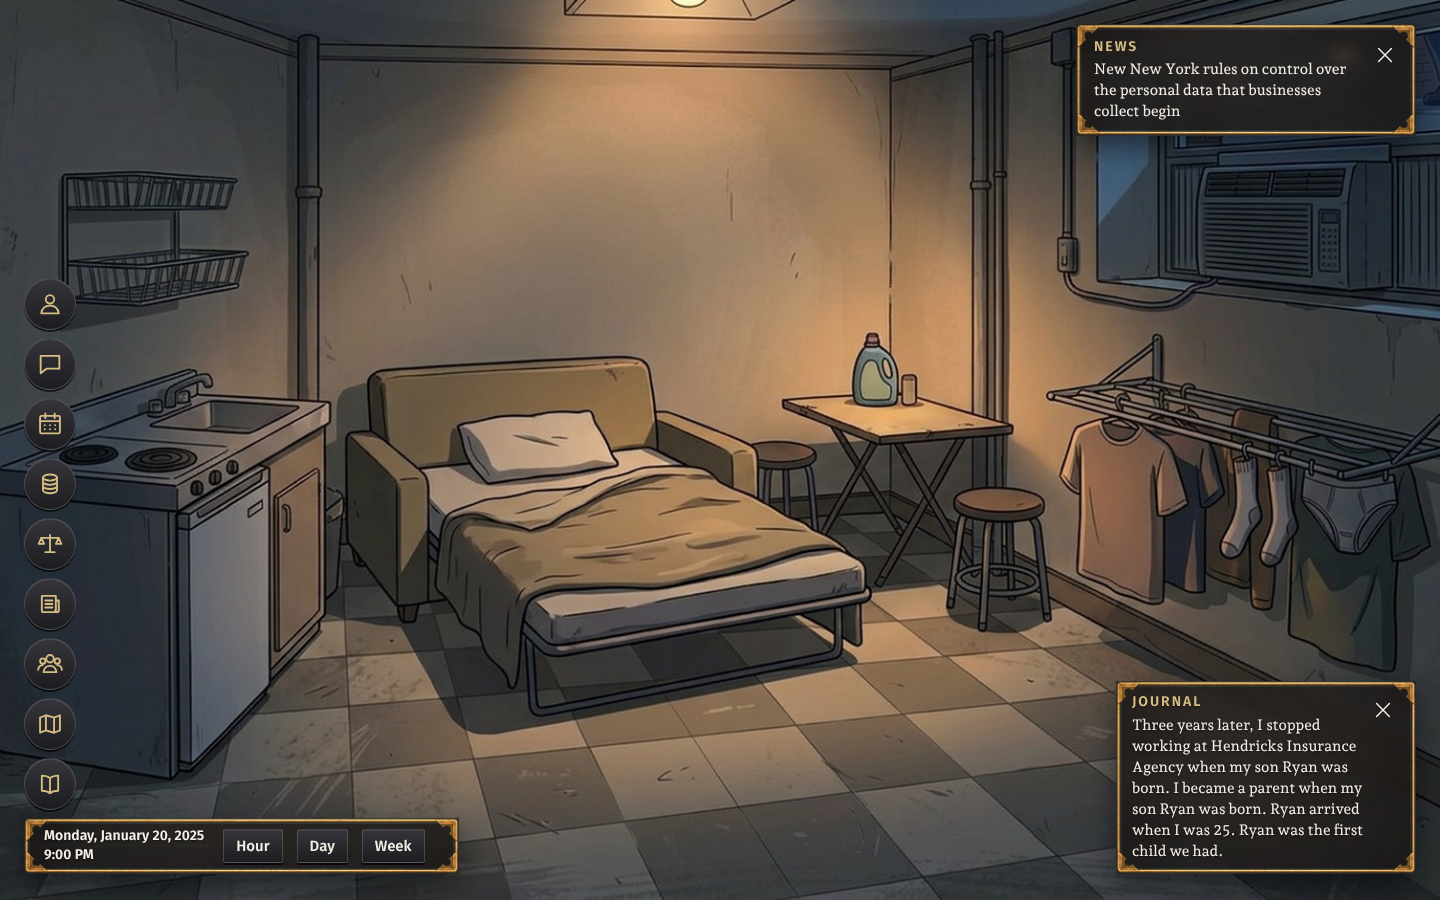 NEWS
New New York rules on control over
the personal data that businesses
collect begin
JOURNAL
Three years later, I stopped
working at Hendricks Insurance
Agency when my son Ryan was
born. I became a parent when my
son Ryan was born. Ryan arrived
when I was 25. Ryan was the first
child we had.
Monday, January 20, 2025
9:00 PM
Hour
Day
Week